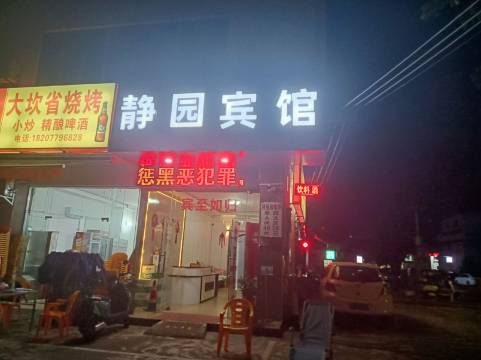 大坎省烧烤
小炒 精酿啤酒
电话:18207796828
静园宾馆
惩黑恶犯罪,
宾至如归
饮料酒